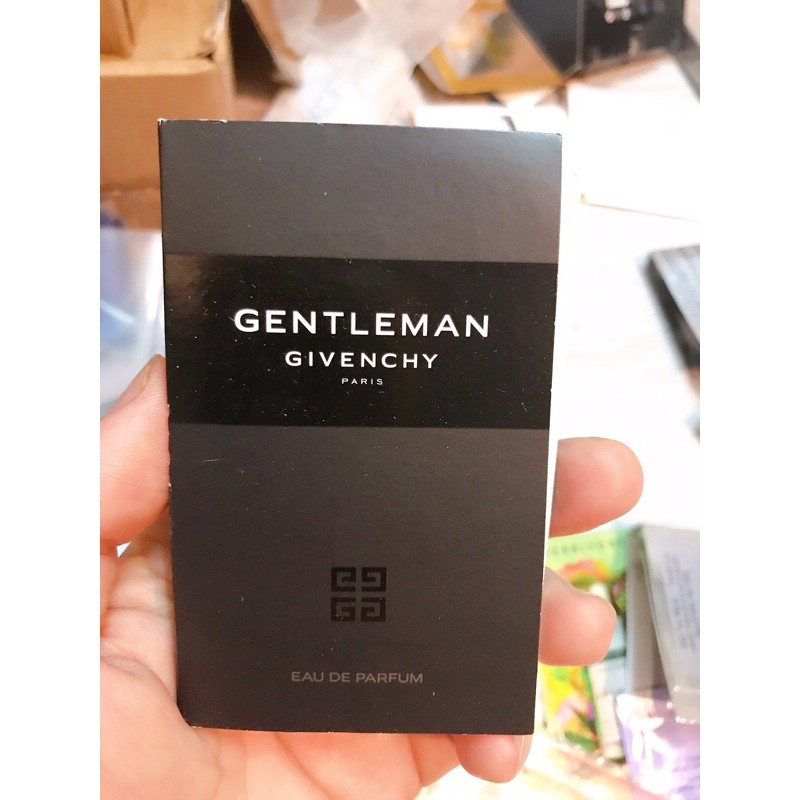 GENTLEMAN
GIVENCHY
PARIS
EAU DE PARFUM